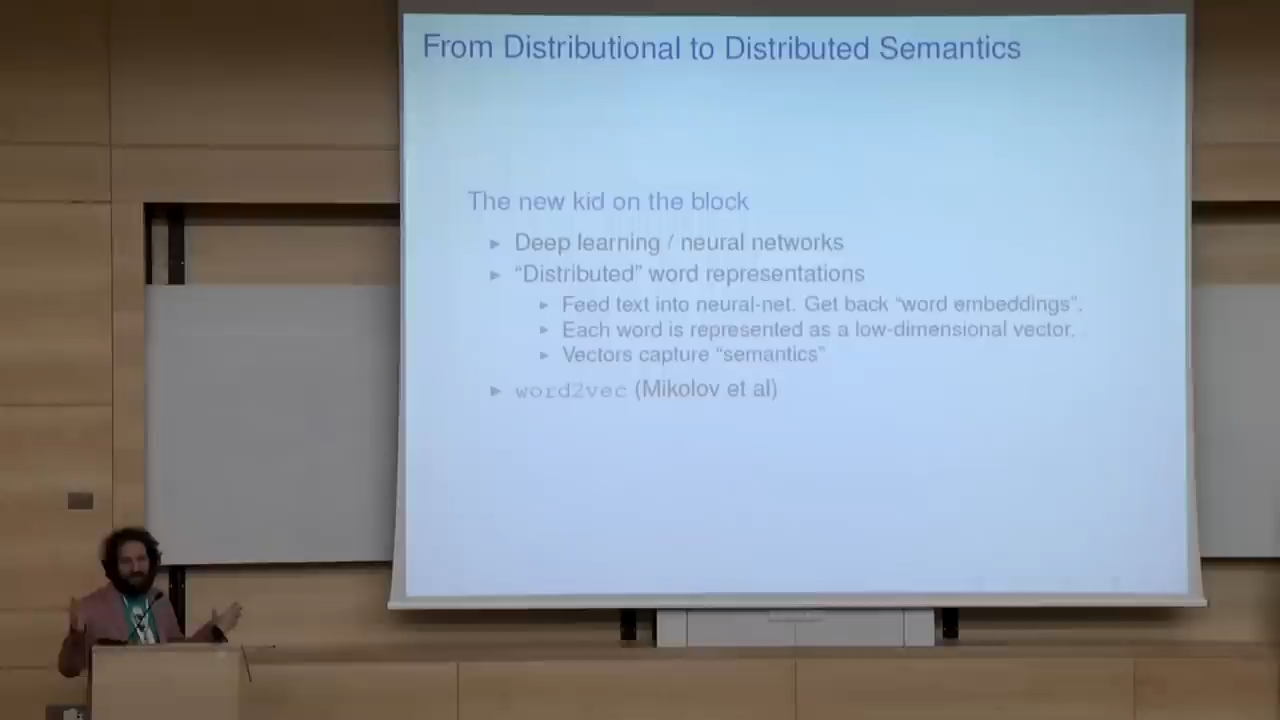 From Distributional to Distributed Semantics
The new kid on the block
Deep learning / neural networks
“Distributed” word representations
Feed text into neural-net. Get back “word embeddings”.
Each word is represented as a low-dimensional vector.
Vectors capture “semantics”
word2vec (Mikolov et al)